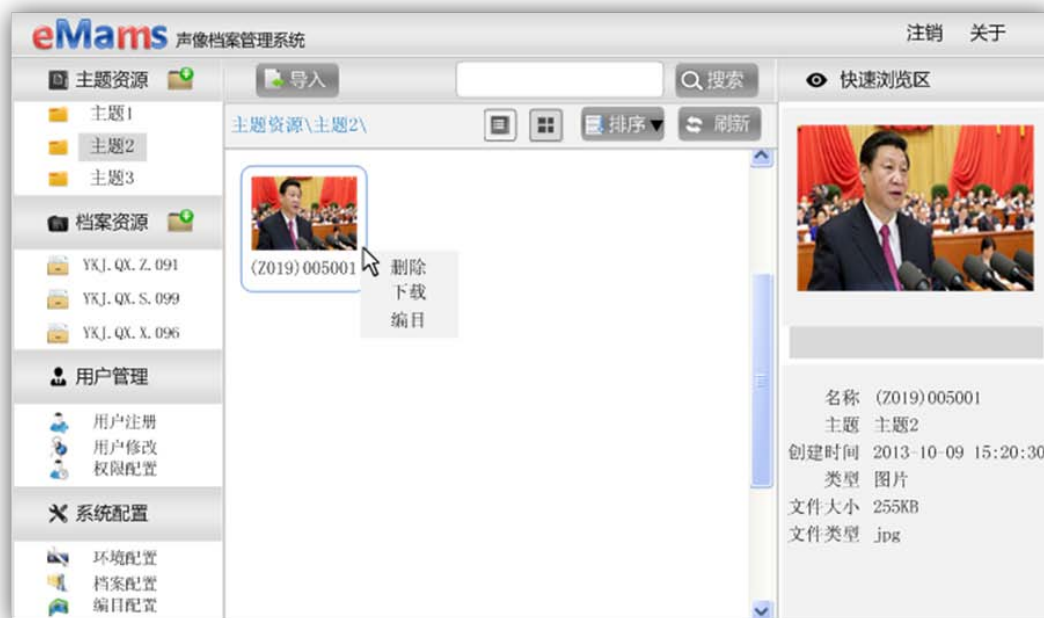 eMams 声像档案管理系统
注销 关于
主题资源
主题1
主题2
主题3
档案资源
YKJ.QX.Z.091
YKJ.QX.S.099
YKJ.QX.X.096
用户管理
用户注册
用户修改
权限配置
系统配置
环境配置
档案配置
编目配置
导入
搜索
主题资源\主题2\
排序
刷新
(Z019)005001
删除
下载
编目
快速浏览区
名称 (Z019)005001
主题 主题2
创建时间 2013-10-09 15:20:30
类型 图片
文件大小 255KB
文件类型 jpg